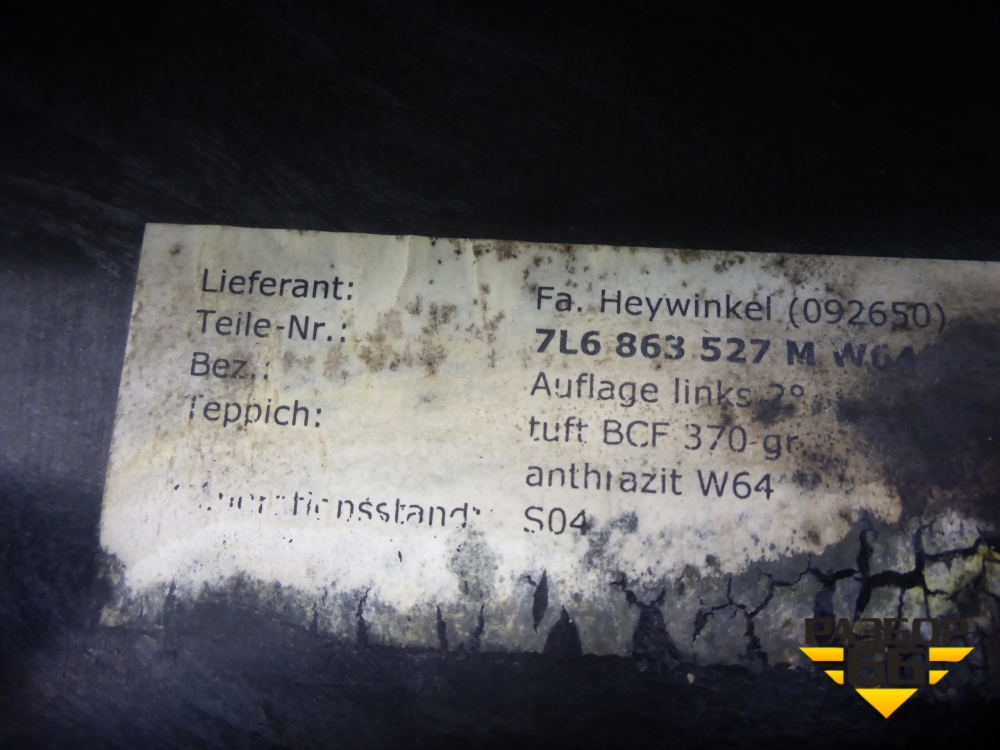 Lieferant: Fa. Heywinkel (092650)
Teile-Nr.: 7L6 863 527 M W64
Bez.: Auflage links 2°
Teppich: tuft BCF 370 gr
anthrazit W64
S04
РАЗБОР
66